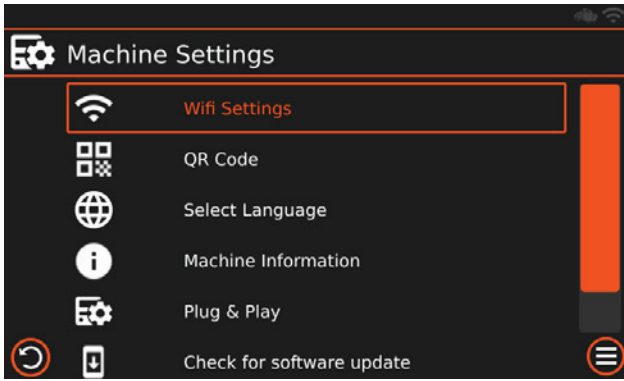 Machine Settings
Wifi Settings
QR Code
Select Language
Machine Information
Plug & Play
Check for software update